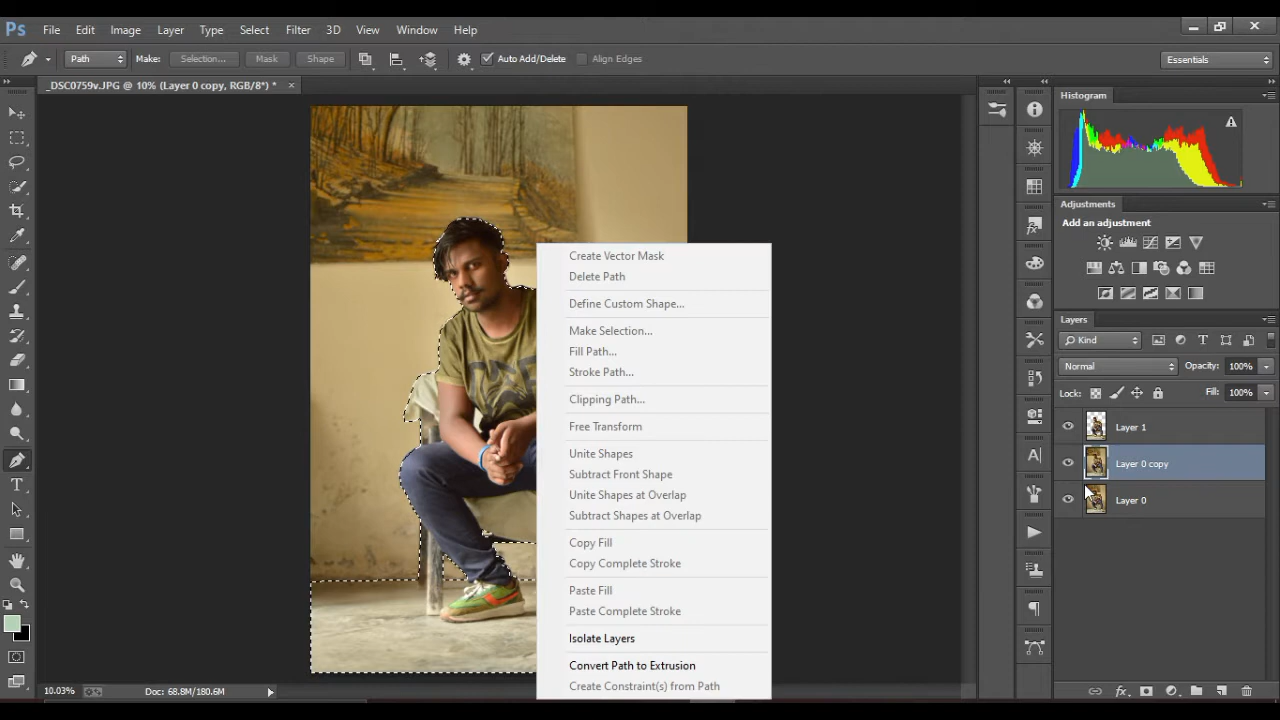 Ps File Edit Image Layer Type Select Filter 3D View Window Help
Path Make: Selection... Mask Shape Auto Add/Delete Align Edges Essentials
_DSC0759v.JPG @ 10% (Layer 0 copy, RGB/8*) *
Histogram
Adjustments
Add an adjustment
Layers
Kind
Normal Opacity: 100%
Lock: Fill: 100%
Layer 1
Layer 0 copy
Layer 0
Create Vector Mask
Delete Path
Define Custom Shape...
Make Selection...
Fill Path...
Stroke Path...
Clipping Path...
Free Transform
Unite Shapes
Subtract Front Shape
Unite Shapes at Overlap
Subtract Shapes at Overlap
Copy Fill
Copy Complete Stroke
Paste Fill
Paste Complete Stroke
Isolate Layers
Convert Path to Extrusion
Create Constraint(s) from Path
10.03% Doc: 68.8M/180.6M